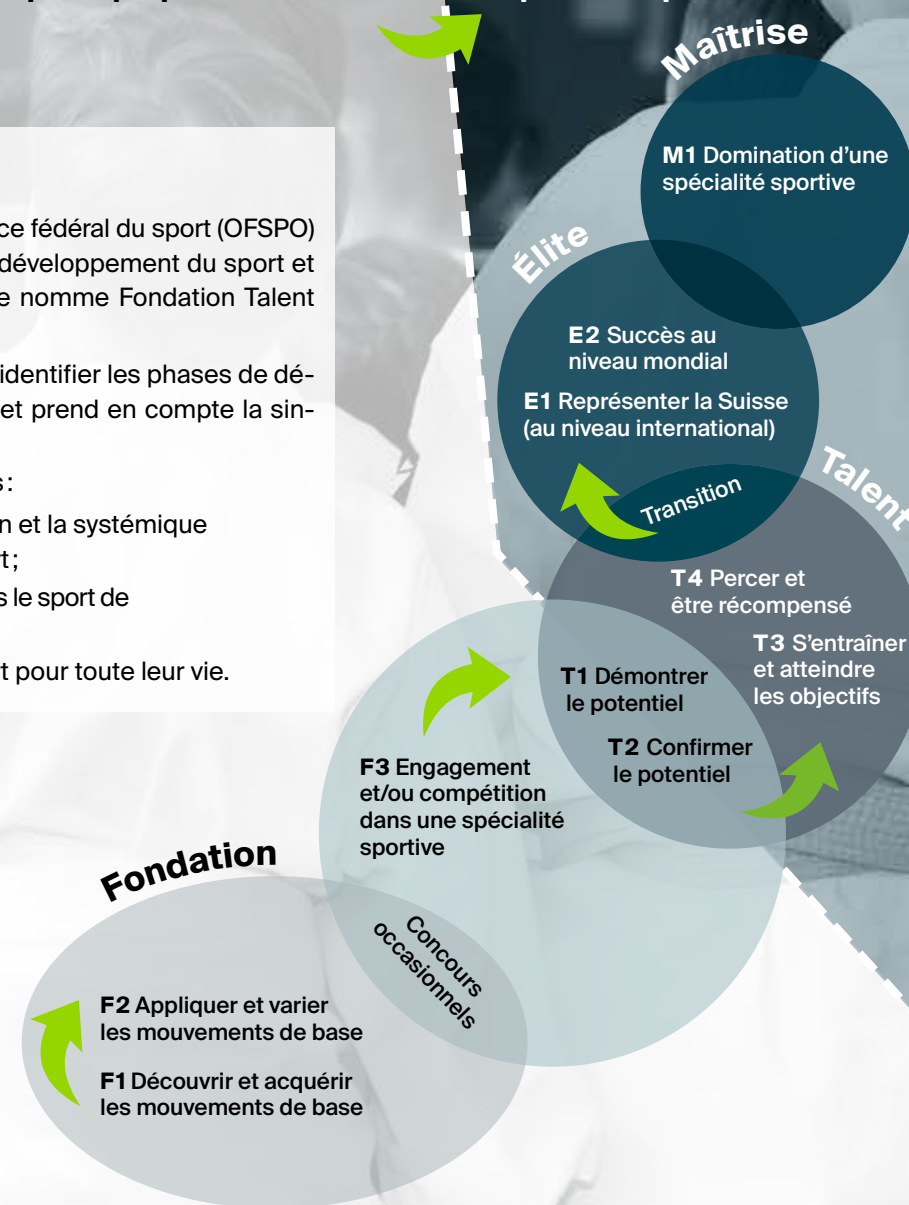 Maîtrise
M1 Domination d'une
spécialité sportive
ce fédéral du sport (OFSPO)
développement du sport et
e nomme Fondation Talent
identifier les phases de dé-
et prend en compte la sin-
s :
n et la systémique
t ;
s le sport de
t pour toute leur vie.
Élite
E2 Succès au
niveau mondial
E1 Représenter la Suisse
(au niveau international)
Transition
Talent
T4 Percer et
être récompensé
T3 S'entraîner
et atteindre
les objectifs
T1 Démontrer
le potentiel
T2 Confirmer
le potentiel
F3 Engagement
et/ou compétition
dans une spécialité
sportive
Fondation
Concours
occasionnels
F2 Appliquer et varier
les mouvements de base
F1 Découvrir et acquérir
les mouvements de base